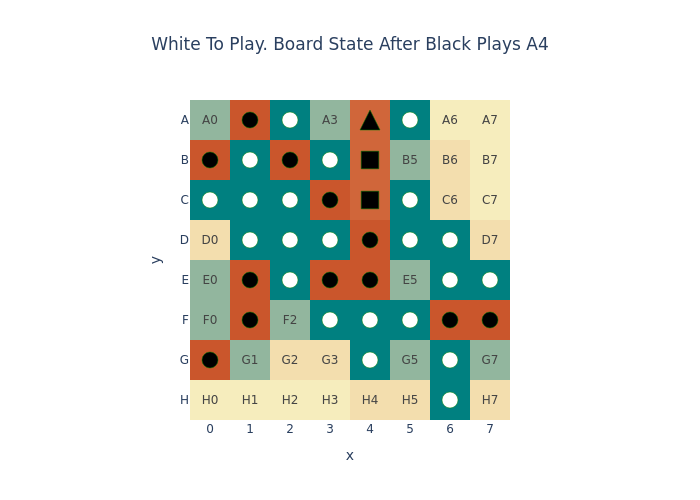 White To Play. Board State After Black Plays A4
A A0 A3 A6 A7
B B5 B6 B7
C C6 C7
D D0 D7
y
E E0 E5
F F0 F2
G G1 G2 G3 G5 G7
H H0 H1 H2 H3 H4 H5 H7
0 1 2 3 4 5 6 7
x